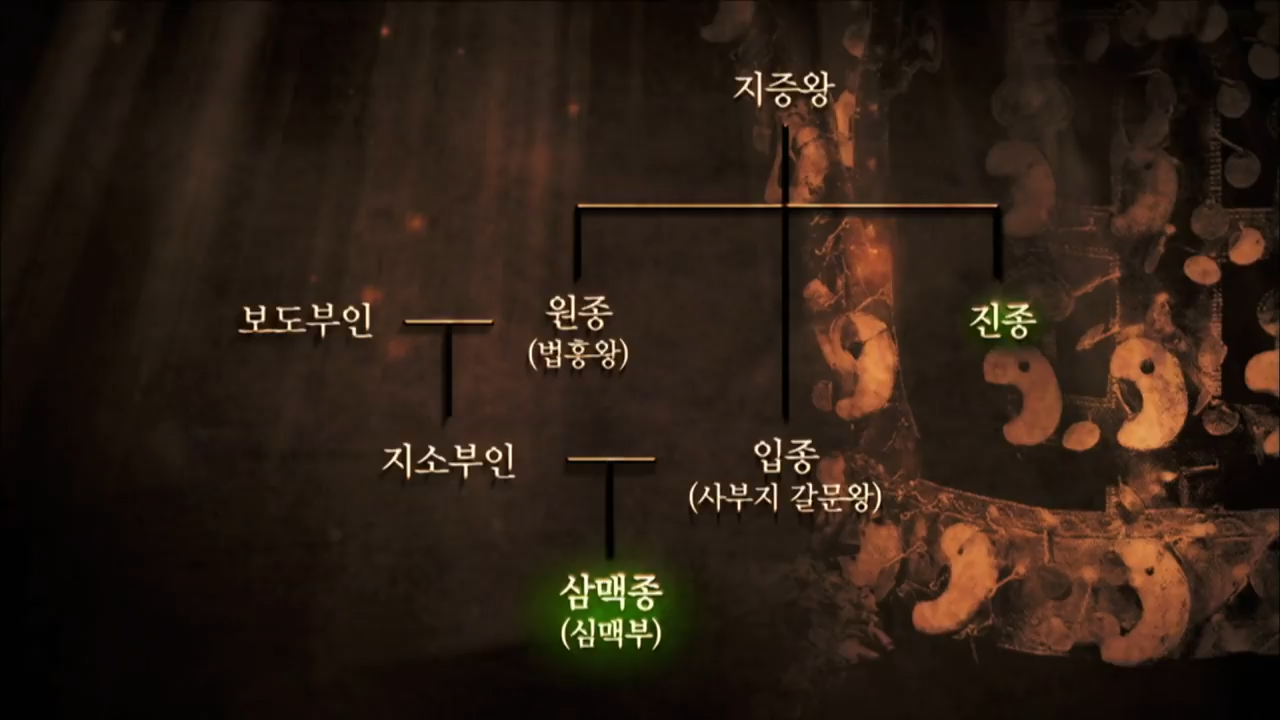 지증왕
보도부인
원종
(법흥왕)
진종
지소부인
입종
(사부지 갈문왕)
삼맥종
(심맥부)